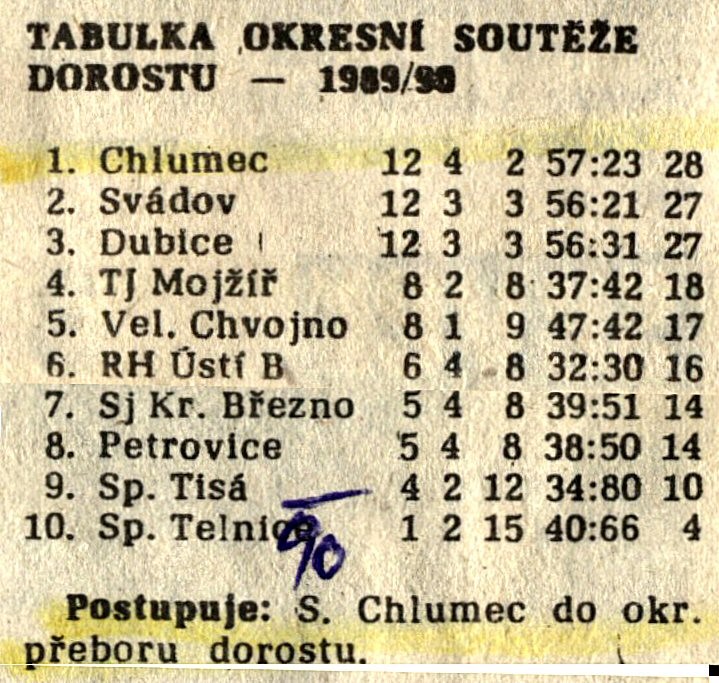 TABULKA OKRESNÍ SOUTĚŽE
DOROSTU — 1989/90
1. Chlumec 12 4 2 57:23 28
2. Svádov 12 3 3 56:21 27
3. Dubice 12 3 3 56:31 27
4. TJ Mojžíř 8 2 8 37:42 18
5. Vel. Chvojno 8 1 9 47:42 17
6. RH Ústí B 6 4 8 32:30 16
7. Sj Kr. Březno 5 4 8 39:51 14
8. Petrovice 5 4 8 38:50 14
9. Sp. Tisá 4 2 12 34:80 10
10. Sp. Telnice 1 2 15 40:66 4
90
Postupuje: S. Chlumec do okr.
přeboru dorostu.